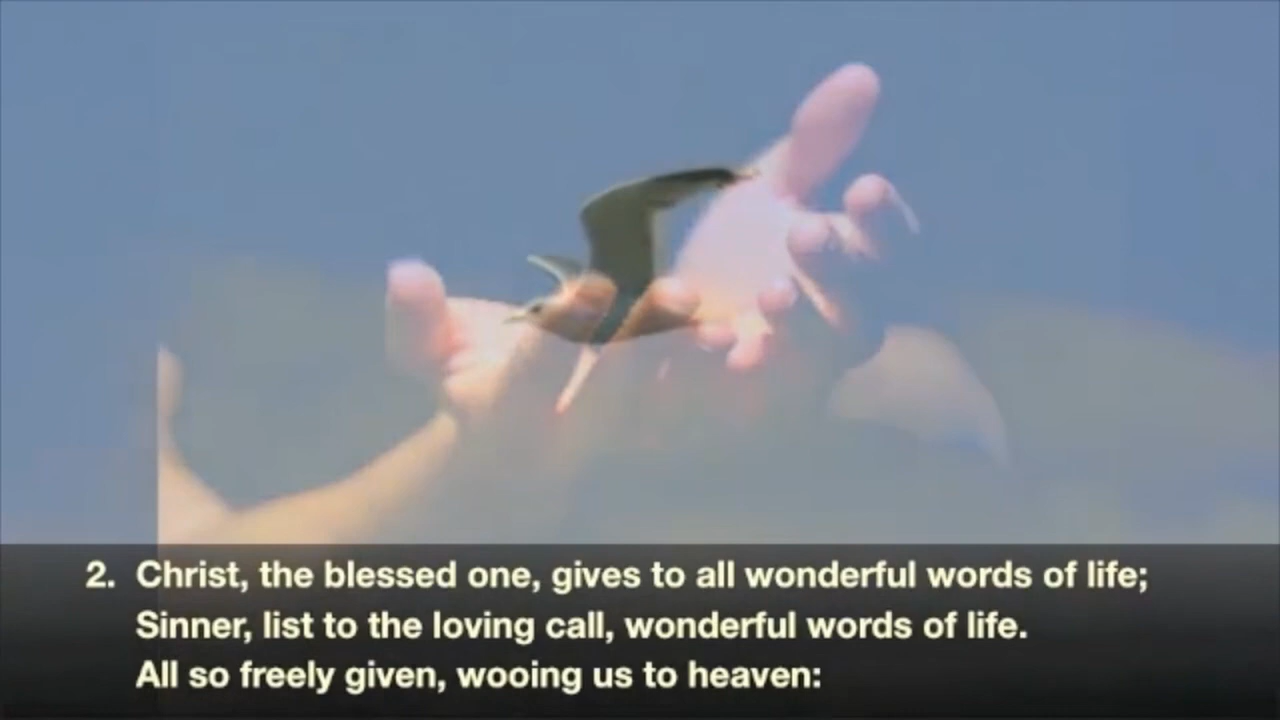 2. Christ, the blessed one, gives to all wonderful words of life;
Sinner, list to the loving call, wonderful words of life.
All so freely given, wooing us to heaven: